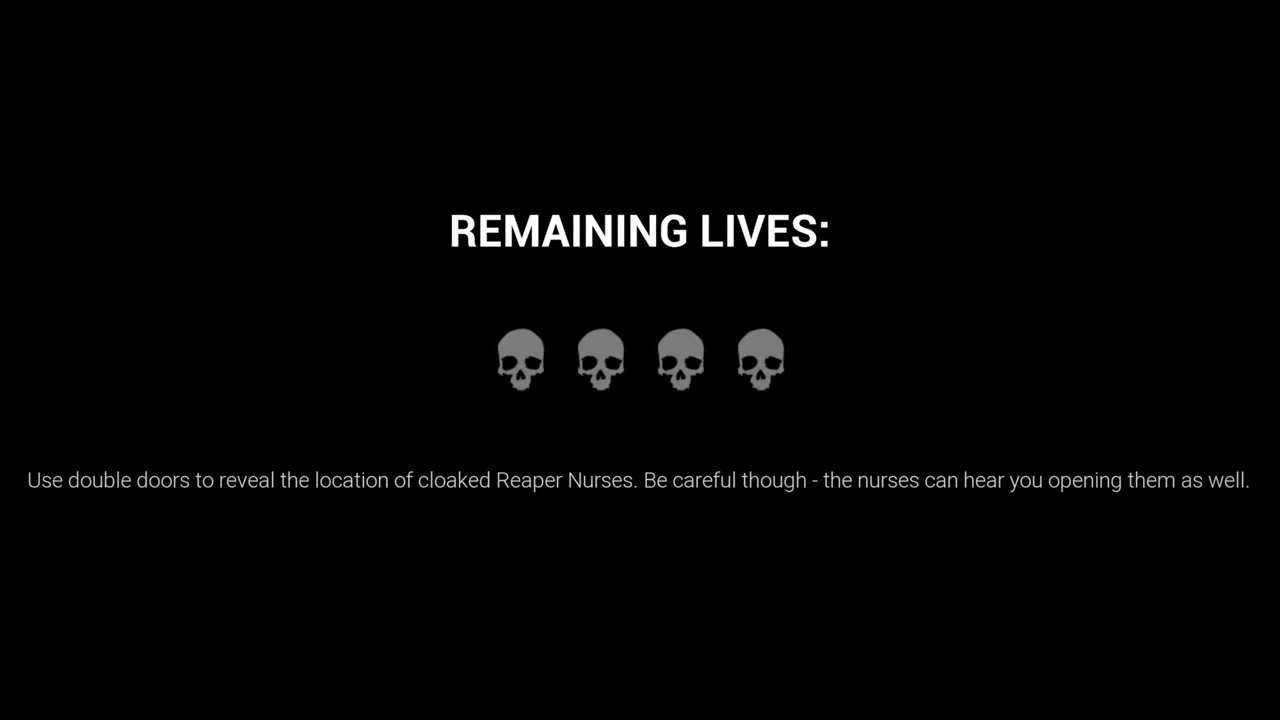 REMAINING LIVES:
Use double doors to reveal the location of cloaked Reaper Nurses. Be careful though - the nurses can hear you opening them as well.